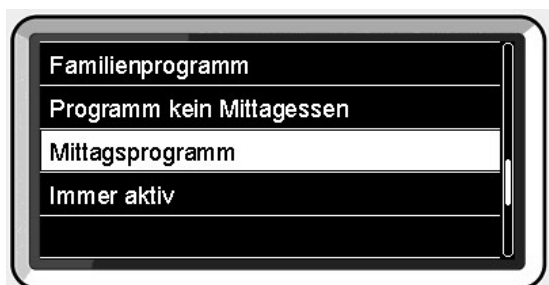 Familienprogramm
Programm kein Mittagessen
Mittagsprogramm
Immer aktiv